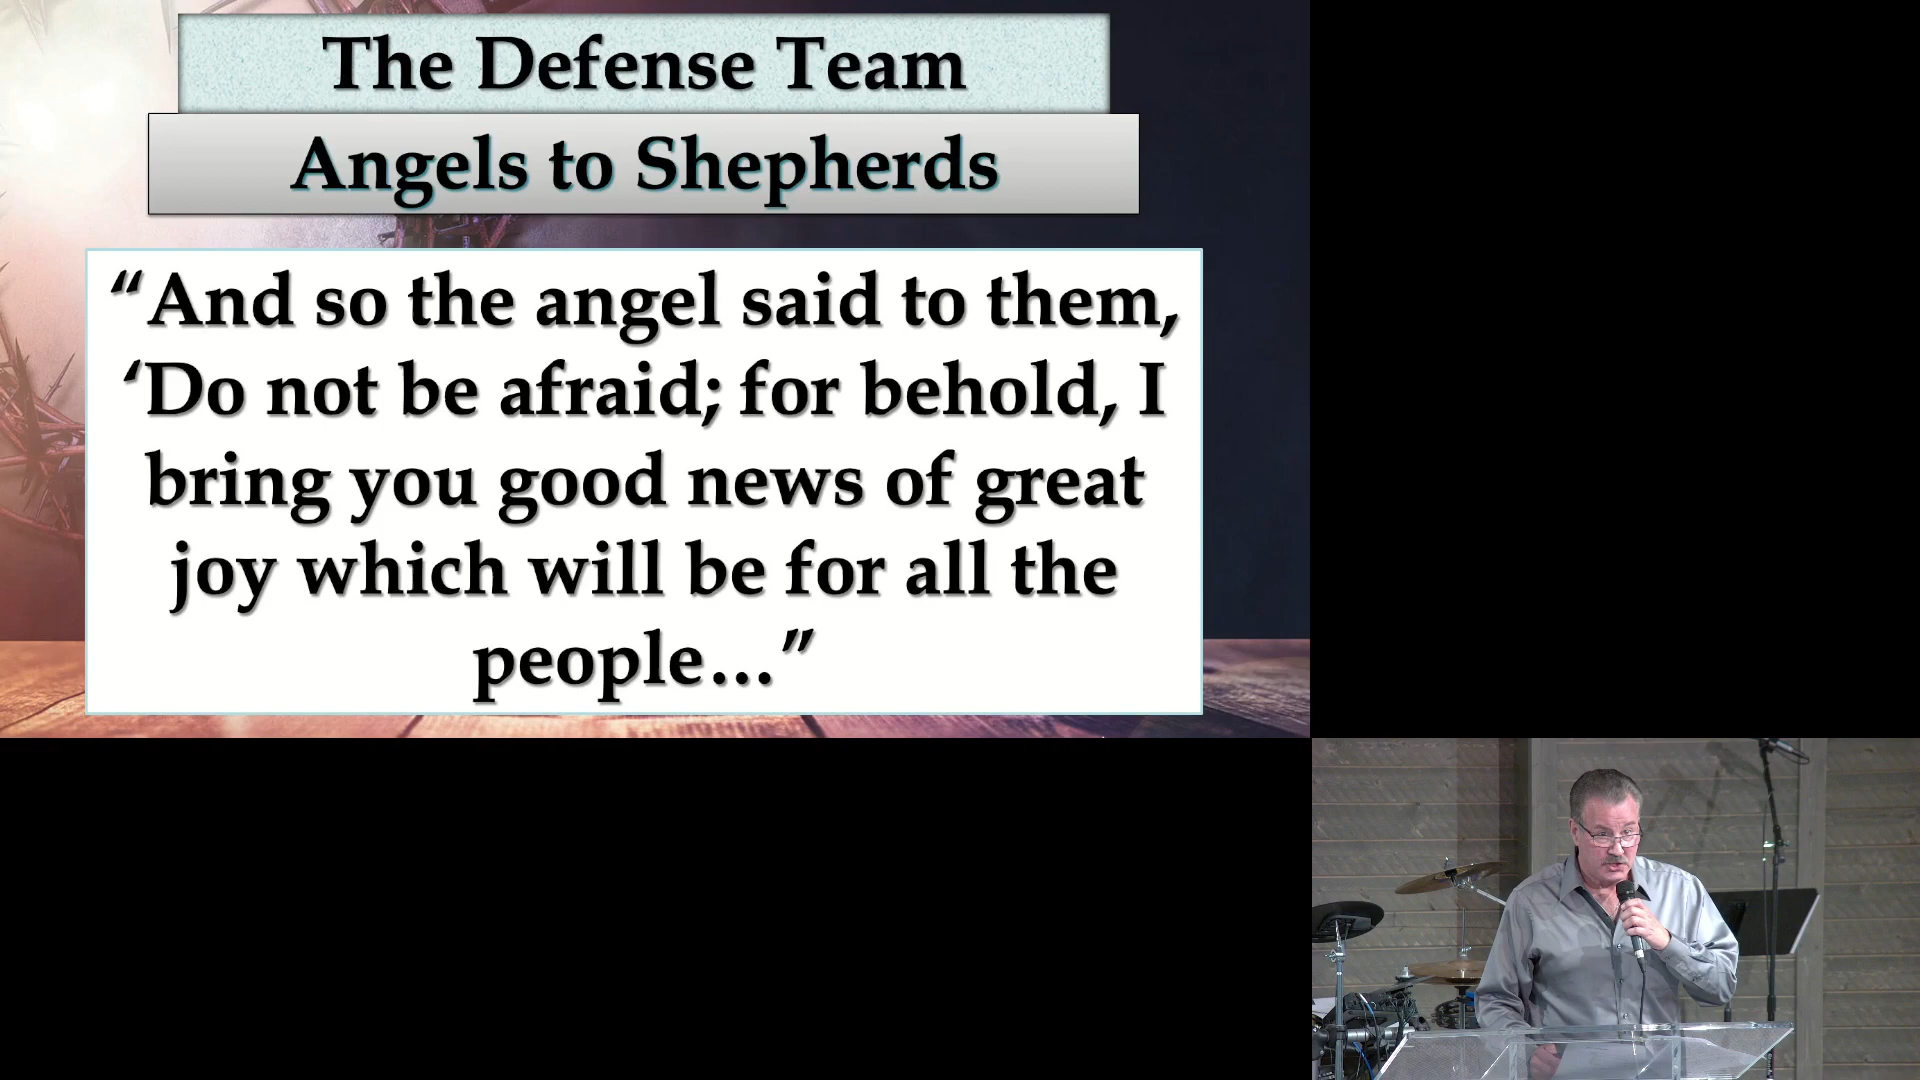 The Defense Team
Angels to Shepherds
“And so the angel said to them,
‘Do not be afraid; for behold, I
bring you good news of great
joy which will be for all the
people…”